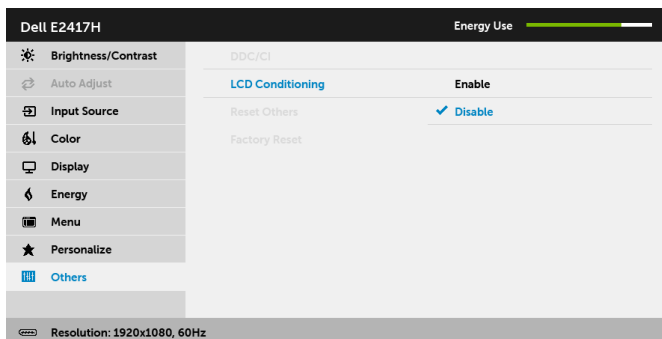 Dell E2417H
Energy Use
Brightness/Contrast
DDC/CI
Auto Adjust
LCD Conditioning
Enable
Input Source
Reset Others
Disable
Color
Factory Reset
Display
Energy
Menu
Personalize
Others
Resolution: 1920x1080, 60Hz